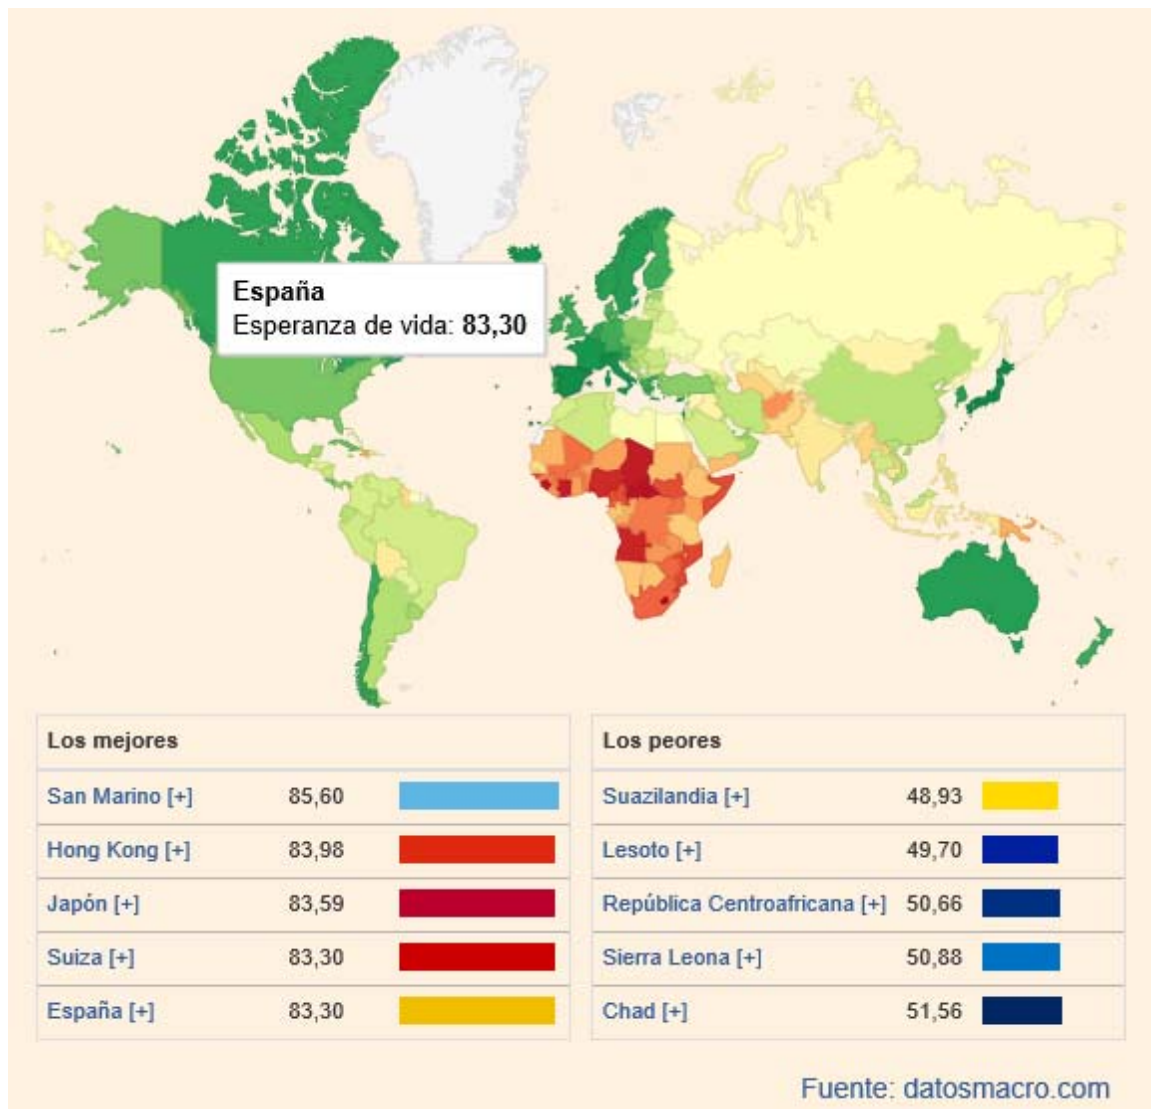 España
Esperanza de vida: 83,30
Los mejores
San Marino [+] 85,60
Hong Kong [+] 83,98
Japón [+] 83,59
Suiza [+] 83,30
España [+] 83,30
Los peores
Suazilandia [+] 48,93
Lesoto [+] 49,70
República Centroafricana [+] 50,66
Sierra Leona [+] 50,88
Chad [+] 51,56
Fuente: datosmacro.com